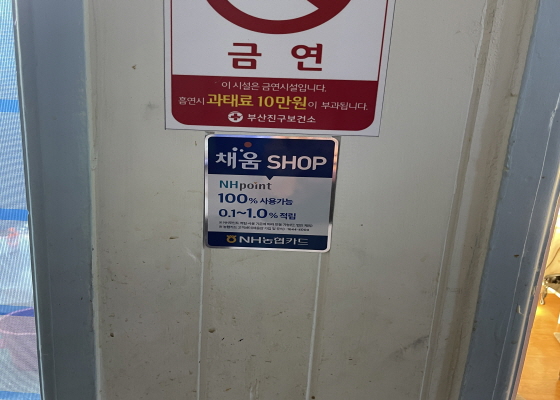 금연
이 시설은 금연시설입니다.
흡연시 과태료 10만원이 부과됩니다.
부산진구보건소
채움 SHOP
NHpoint
100% 사용가능
0.1~1.0% 적립
NH농협카드